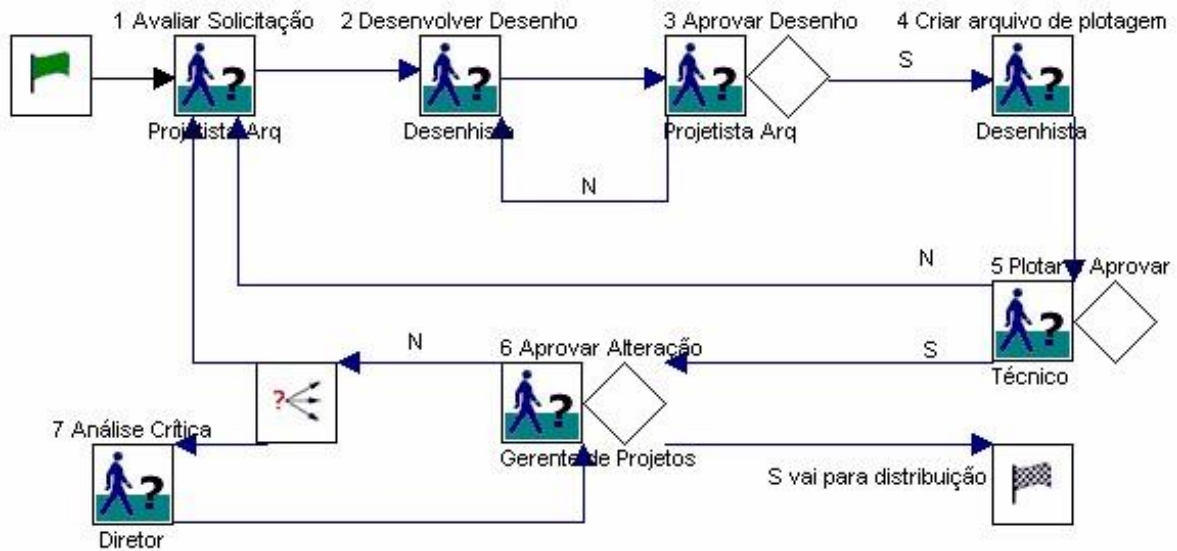 1 Avaliar Solicitação
2 Desenvolver Desenho
3 Aprovar Desenho
4 Criar arquivo de plotagem
S
Projetista Arq
Desenhista
Projetista Arq
Desenhista
N
N
5 Plotar
Aprovar
N
6 Aprovar Alteração
S
Técnico
7 Análise Crítica
Gerente de Projetos
S vai para distribuição
Diretor